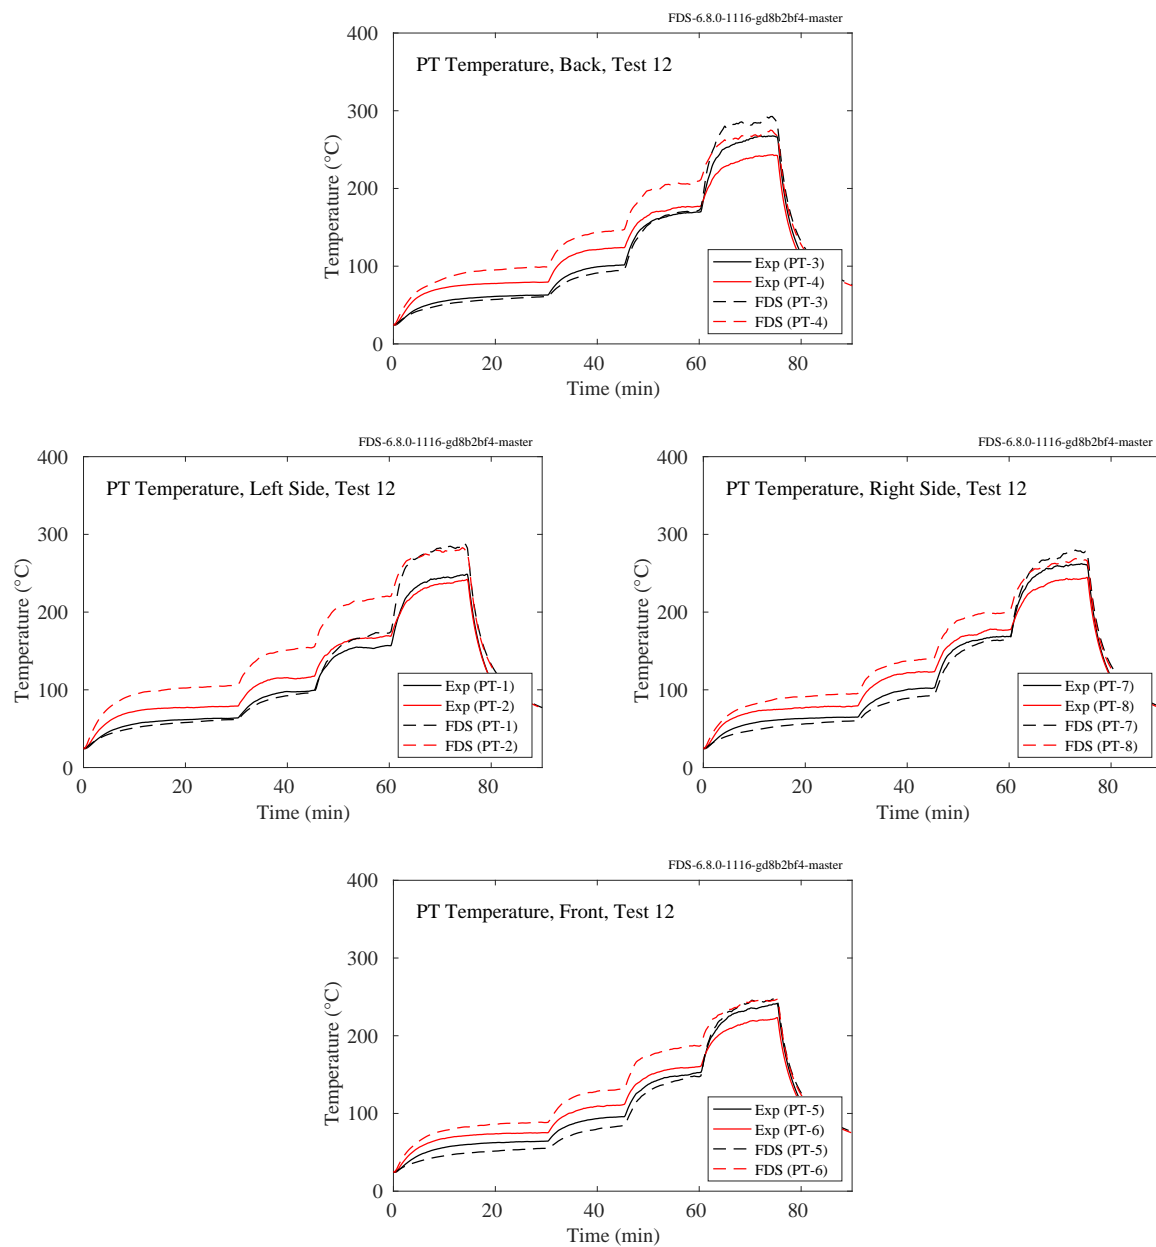 FDS-6.8.0-1116-gd8b2bf4-master
PT Temperature, Back, Test 12
400
300
200
100
0
Temperature (°C)
0 20 40 60 80
Time (min)
Exp (PT-3)
Exp (PT-4)
FDS (PT-3)
FDS (PT-4)
FDS-6.8.0-1116-gd8b2bf4-master
PT Temperature, Left Side, Test 12
400
300
200
100
0
Temperature (°C)
0 20 40 60 80
Time (min)
Exp (PT-1)
Exp (PT-2)
FDS (PT-1)
FDS (PT-2)
FDS-6.8.0-1116-gd8b2bf4-master
PT Temperature, Right Side, Test 12
400
300
200
100
0
Temperature (°C)
0 20 40 60 80
Time (min)
Exp (PT-7)
Exp (PT-8)
FDS (PT-7)
FDS (PT-8)
FDS-6.8.0-1116-gd8b2bf4-master
PT Temperature, Front, Test 12
400
300
200
100
0
Temperature (°C)
0 20 40 60 80
Time (min)
Exp (PT-5)
Exp (PT-6)
FDS (PT-5)
FDS (PT-6)